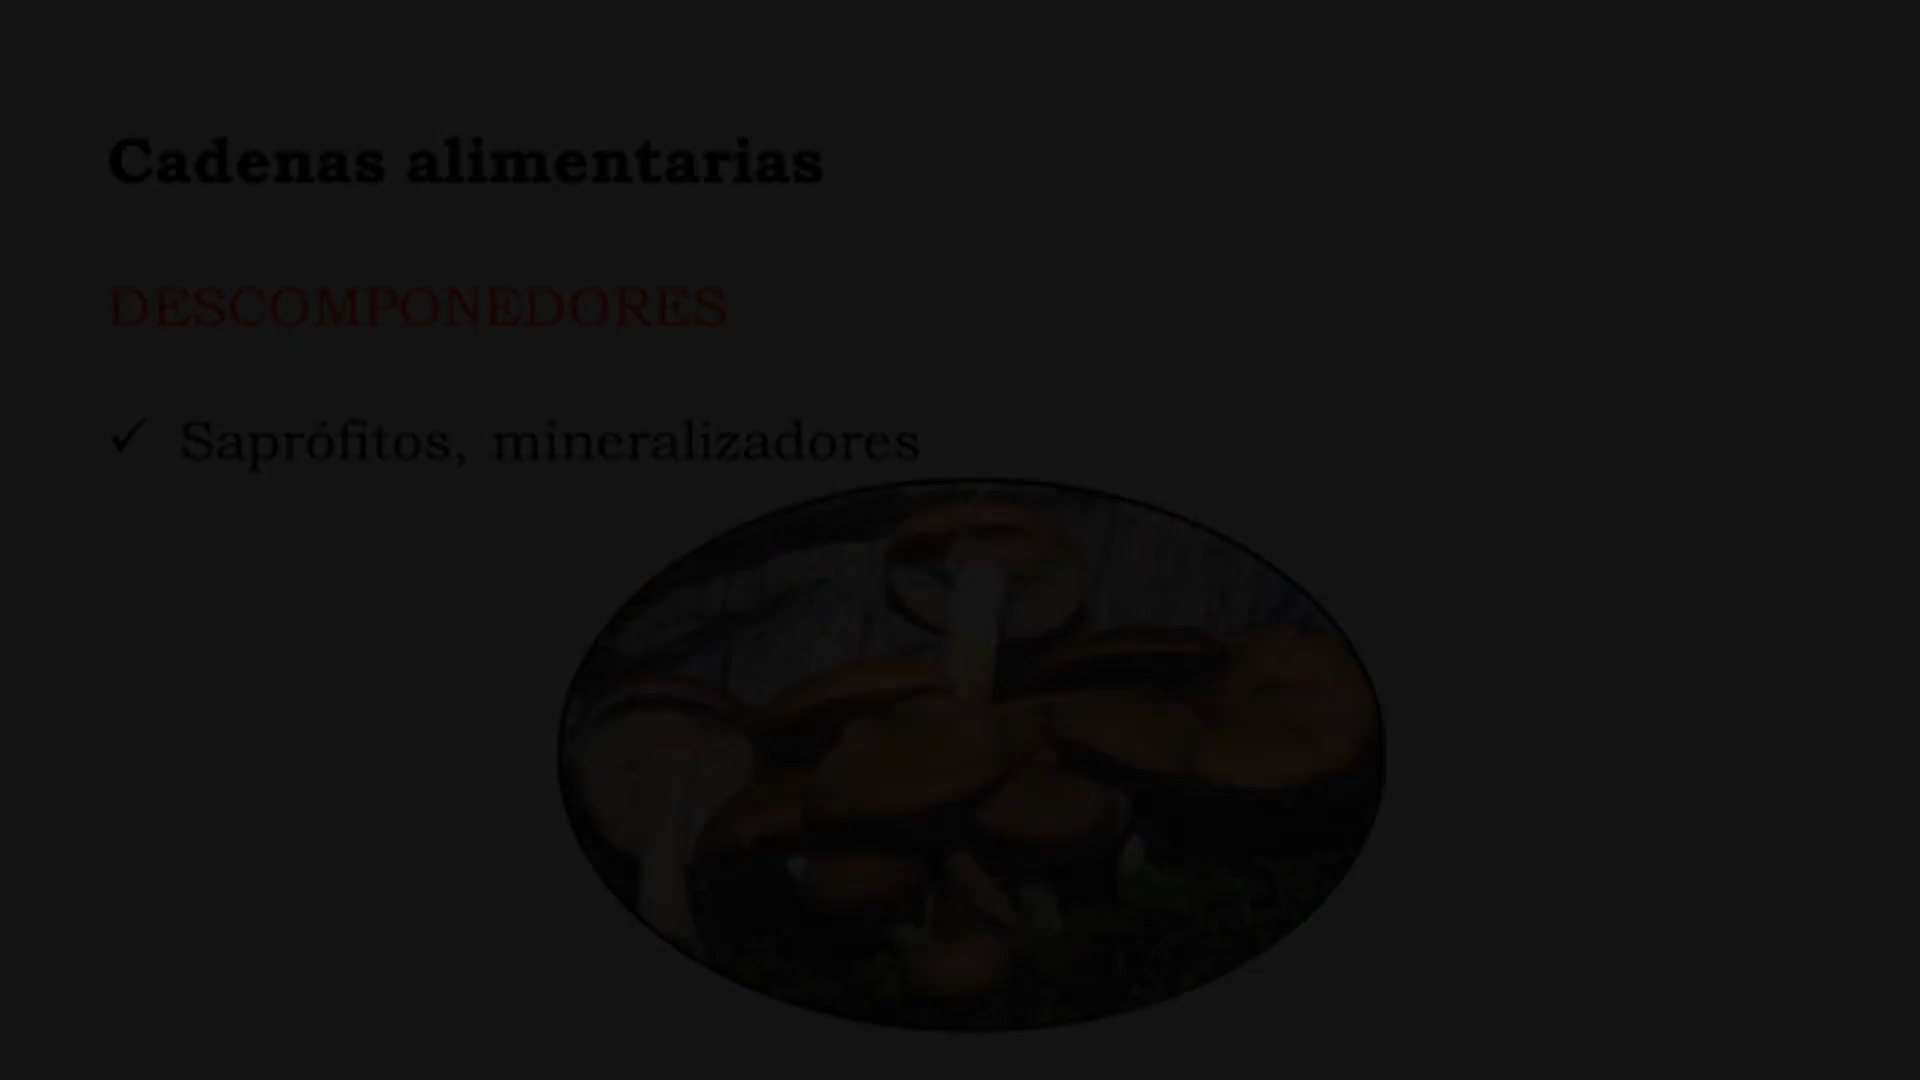 Cadenas alimentarias
DESCOMPONEDORES
✓ Saprófitos, mineralizadores